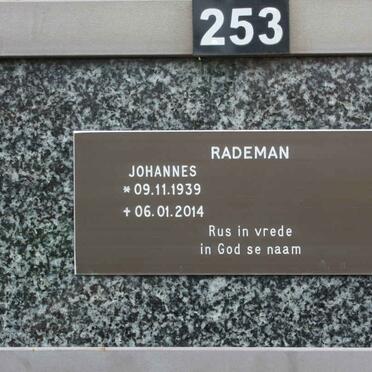 253
RADEMAN
JOHANNES
* 09.11.1939
✝ 06.01.2014
Rus in vrede
in God se naam